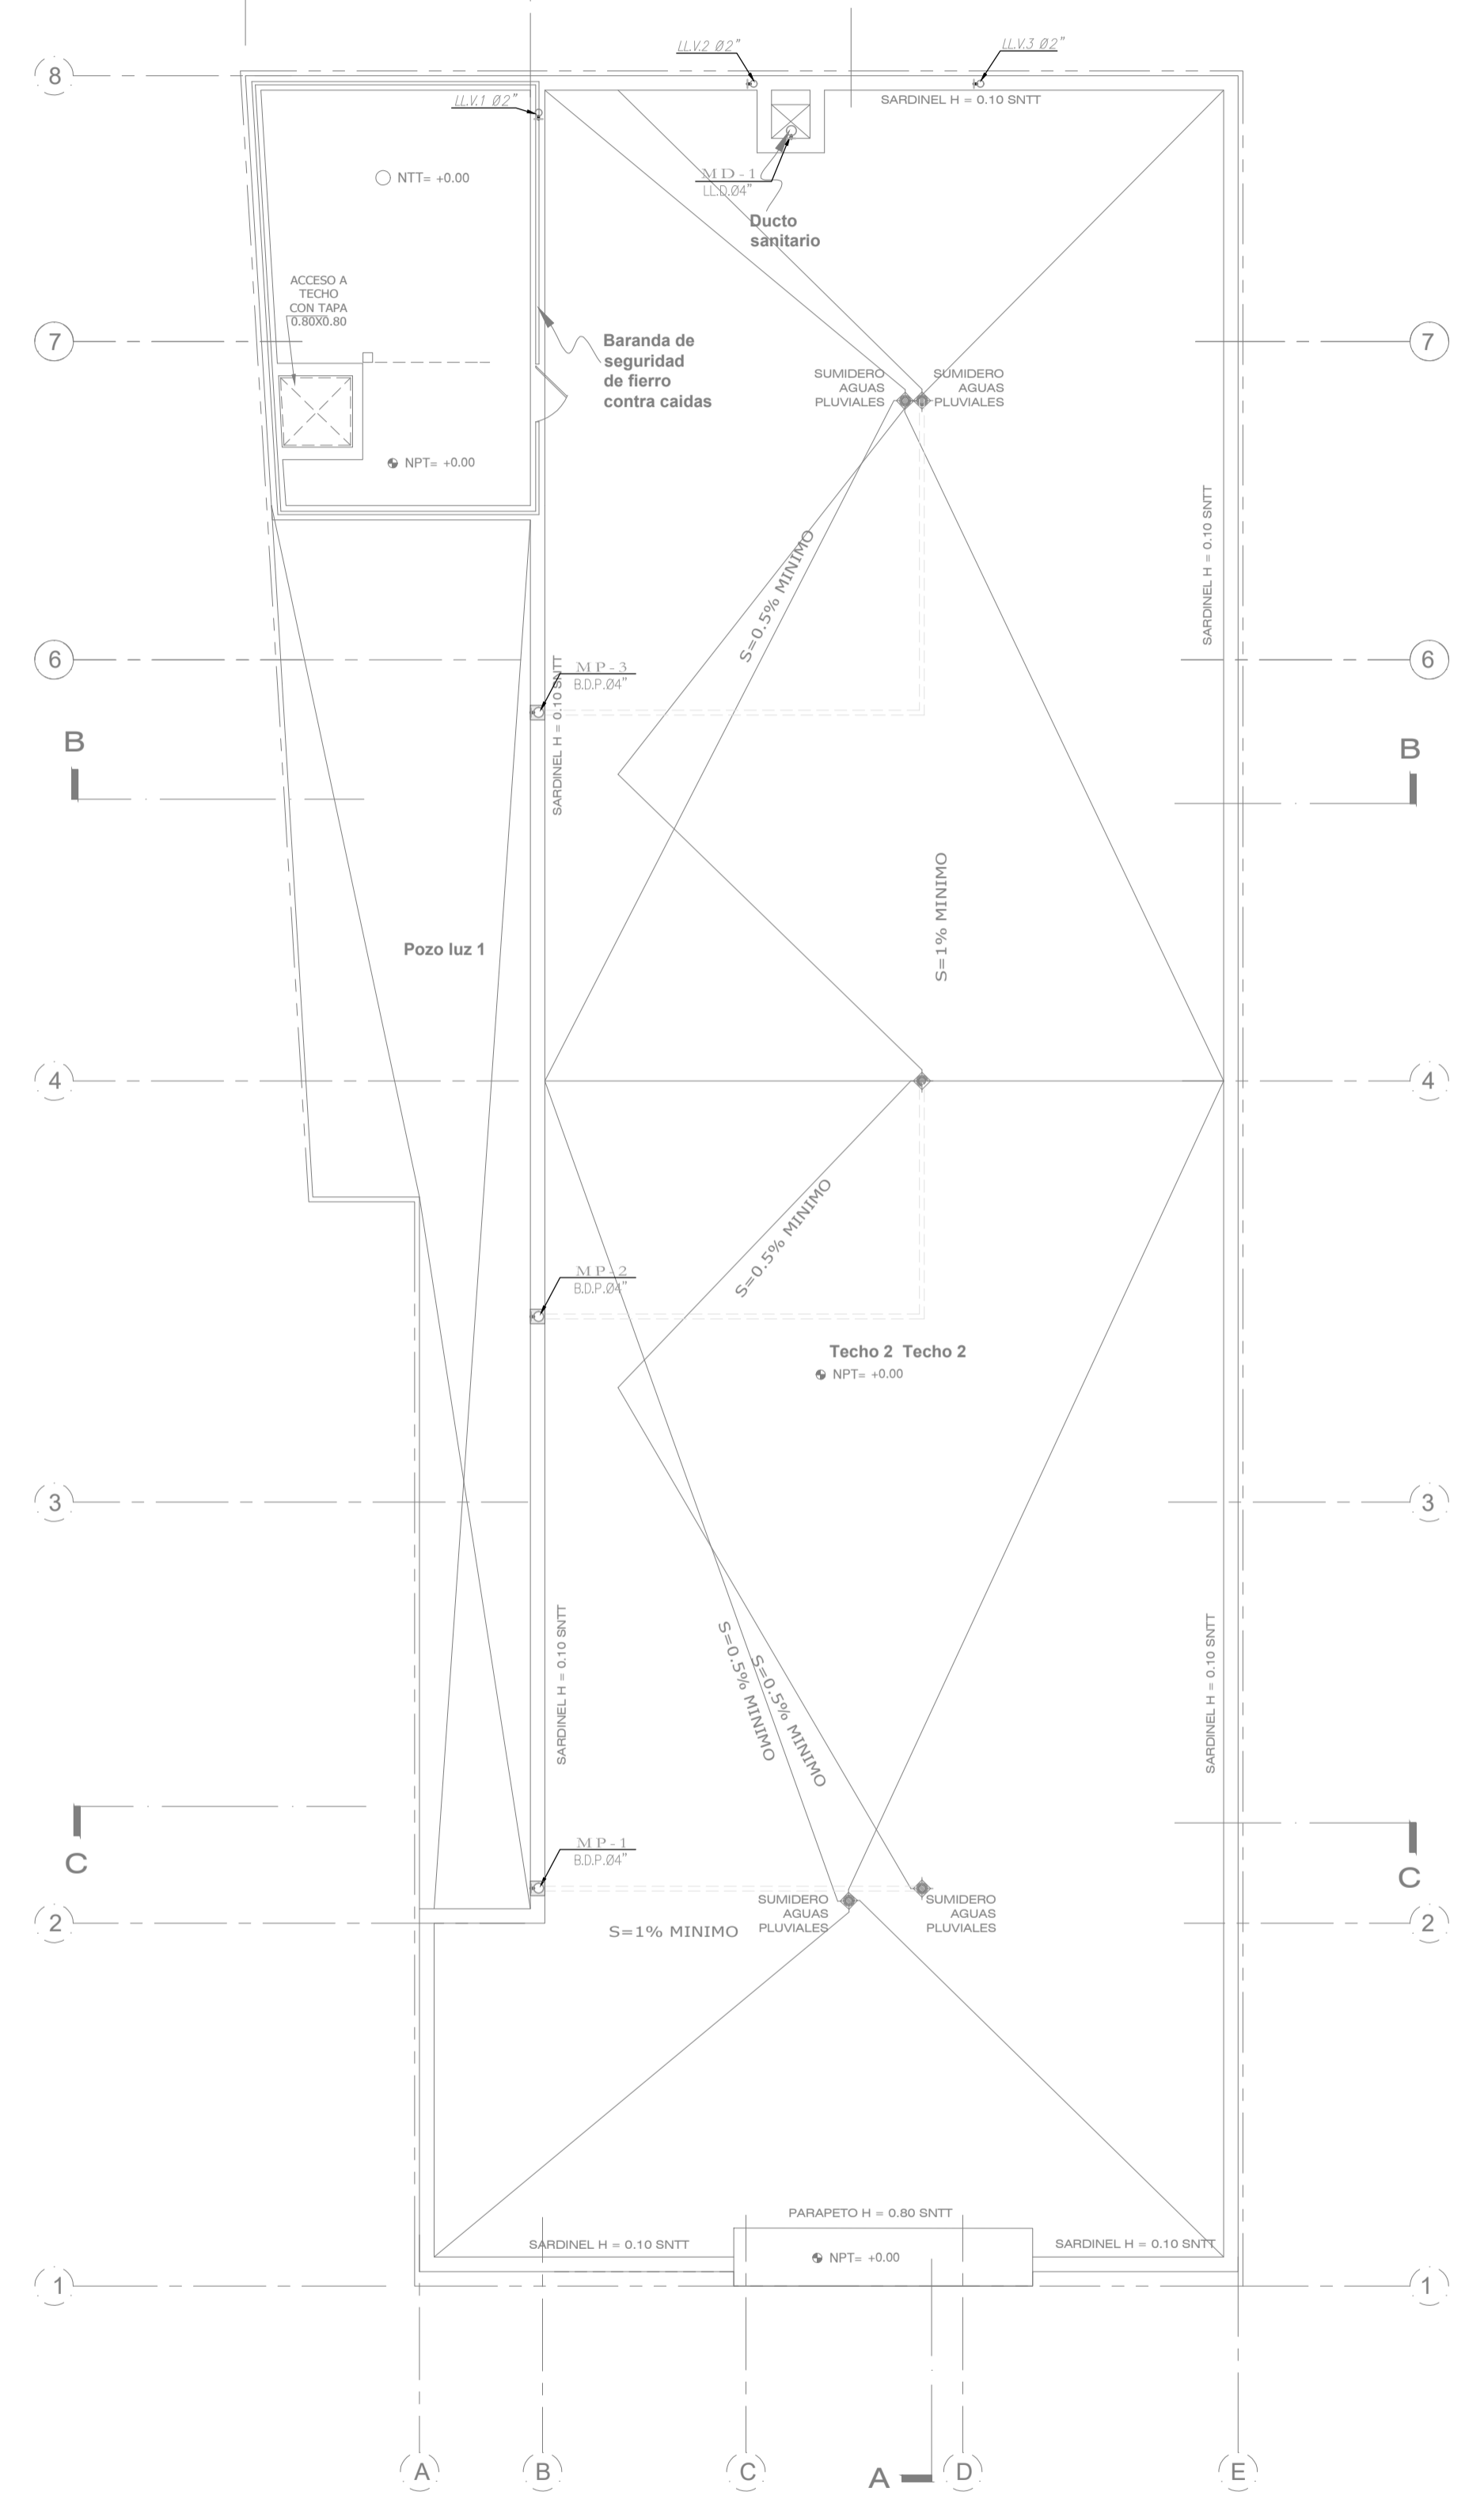 LL.V.2 Ø2"
LL.V.3 Ø2"
8
LL.V.1 Ø2"
SARDINEL H = 0.10 SNTT
NTT= +0.00
MD-1
LL.D.Ø4"
Ducto
sanitario
ACCESO A
TECHO
CON TAPA
0.80X0.80
7
Baranda de
seguridad
de fierro
contra caidas
7
SUMIDERO
AGUAS
PLUVIALES
SUMIDERO
AGUAS
PLUVIALES
NPT= +0.00
SARDINEL H = 0.10 SNTT
S=0.5% MINIMO
6
MP-3
B.D.P.Ø4"
6
SARDINEL H = 0.10 SNTT
B
B
S=1% MINIMO
Pozo luz 1
4
4
S=0.5% MINIMO
MP-2
B.D.P.Ø4"
Techo 2 Techo 2
NPT= +0.00
3
3
SARDINEL H = 0.10 SNTT
S=0.5% MINIMO
S=0.5% MINIMO
SARDINEL H = 0.10 SNTT
C
MP-1
B.D.P.Ø4"
C
SUMIDERO
AGUAS
PLUVIALES
SUMIDERO
AGUAS
PLUVIALES
2
S=1% MINIMO
2
PARAPETO H = 0.80 SNTT
SARDINEL H = 0.10 SNTT
SARDINEL H = 0.10 SNTT
NPT= +0.00
1
1
A
B
C
A
D
E